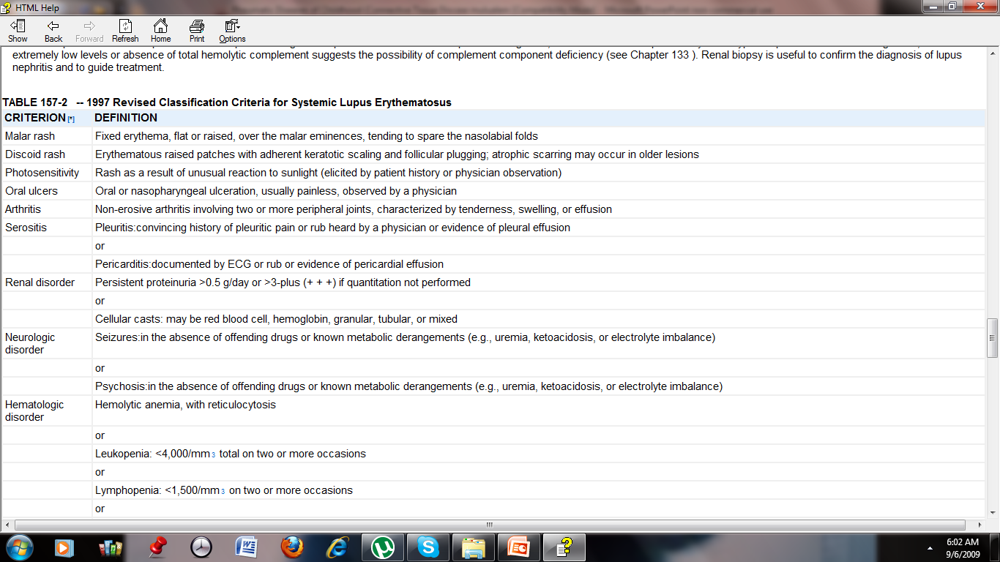 HTML Help
Show Back Forward Refresh Home Print Options
extremely low levels or absence of total hemolytic complement suggests the possibility of complement component deficiency (see Chapter 133 ). Renal biopsy is useful to confirm the diagnosis of lupus
nephritis and to guide treatment.
TABLE 157-2 -- 1997 Revised Classification Criteria for Systemic Lupus Erythematosus
CRITERION [*] DEFINITION
Malar rash Fixed erythema, flat or raised, over the malar eminences, tending to spare the nasolabial folds
Discoid rash Erythematous raised patches with adherent keratotic scaling and follicular plugging; atrophic scarring may occur in older lesions
Photosensitivity Rash as a result of unusual reaction to sunlight (elicited by patient history or physician observation)
Oral ulcers Oral or nasopharyngeal ulceration, usually painless, observed by a physician
Arthritis Non-erosive arthritis involving two or more peripheral joints, characterized by tenderness, swelling, or effusion
Serositis Pleuritis:convincing history of pleuritic pain or rub heard by a physician or evidence of pleural effusion
or
Pericarditis:documented by ECG or rub or evidence of pericardial effusion
Renal disorder Persistent proteinuria >0.5 g/day or >3-plus (+ + +) if quantitation not performed
or
Cellular casts: may be red blood cell, hemoglobin, granular, tubular, or mixed
Neurologic Seizures:in the absence of offending drugs or known metabolic derangements (e.g., uremia, ketoacidosis, or electrolyte imbalance)
disorder
or
Psychosis:in the absence of offending drugs or known metabolic derangements (e.g., uremia, ketoacidosis, or electrolyte imbalance)
Hematologic Hemolytic anemia, with reticulocytosis
disorder
or
Leukopenia: <4,000/mm 3 total on two or more occasions
or
Lymphopenia: <1,500/mm 3 on two or more occasions
or
6:02 AM
9/6/2009